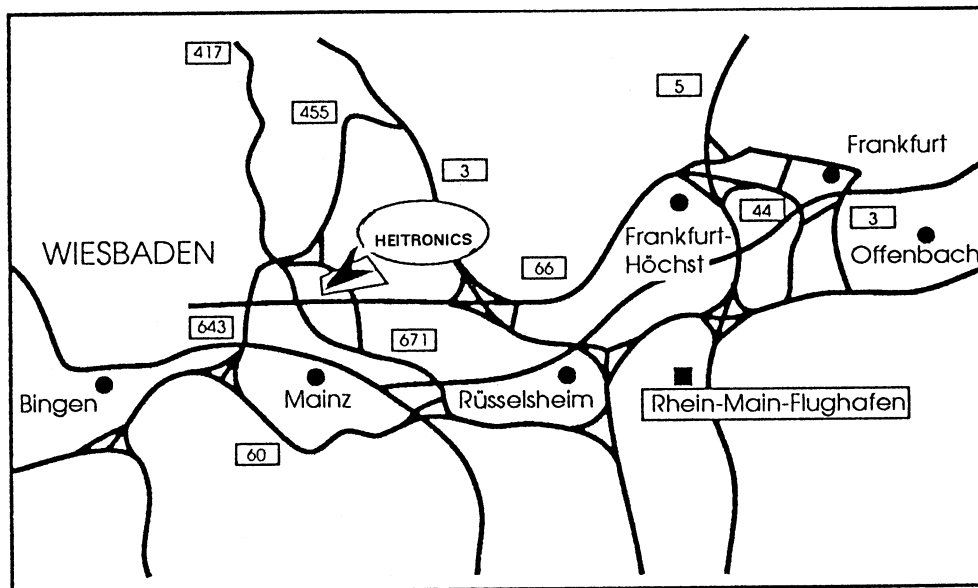 417
455
5
Frankfurt
3
44
3
HEITRONICS
WIESBADEN
66
Frankfurt-
Höchst
Offenbach
643
671
Bingen
Mainz
Rüsselsheim
Rhein-Main-Flughafen
60